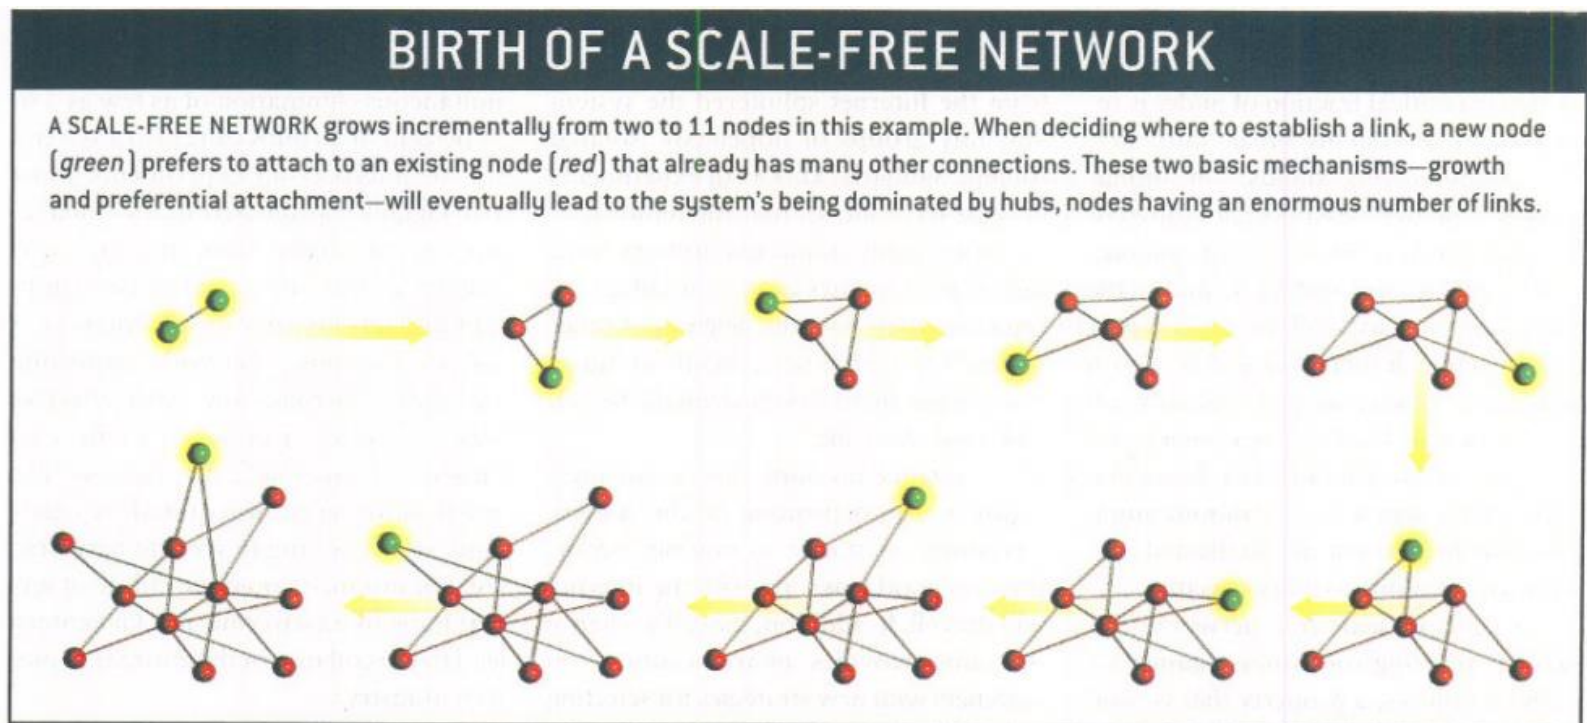 BIRTH OF A SCALE-FREE NETWORK
A SCALE-FREE NETWORK grows incrementally from two to 11 nodes in this example. When deciding where to establish a link, a new node
(green) prefers to attach to an existing node (red) that already has many other connections. These two basic mechanisms—growth
and preferential attachment—will eventually lead to the system's being dominated by hubs, nodes having an enormous number of links.